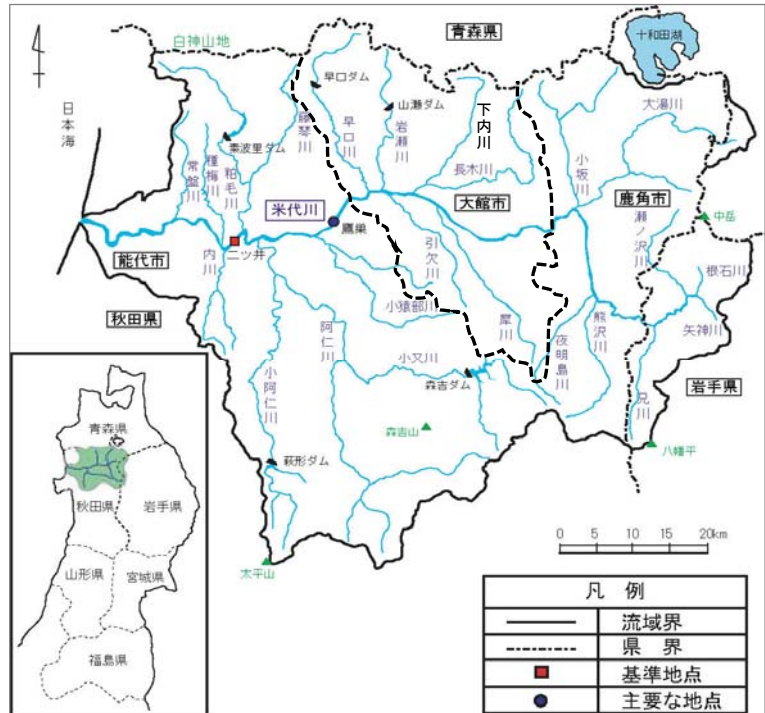 青森県
十和田湖
白神山地
日本海
早口ダム
山瀬ダム
下内川
大湯川
藤琴川
早口川
岩瀬川
素波里ダム
長木川
小坂川
常盤川
種梅川
粕毛川
米代川
大館市
鹿角市
中岳
鷹巣
瀬ノ沢川
能代市
内川
二ツ井
引欠川
根石川
秋田県
小猿部川
矢神川
阿仁川
犀川
夜明島川
熊沢川
小又川
岩手県
小阿仁川
森吉ダム
兄川
森吉山
八幡平
萩形ダム
太平山
0 5 10 15 20km
青森県
秋田県
岩手県
山形県
宮城県
福島県
凡 例
流域界
県 界
基準地点
主要な地点